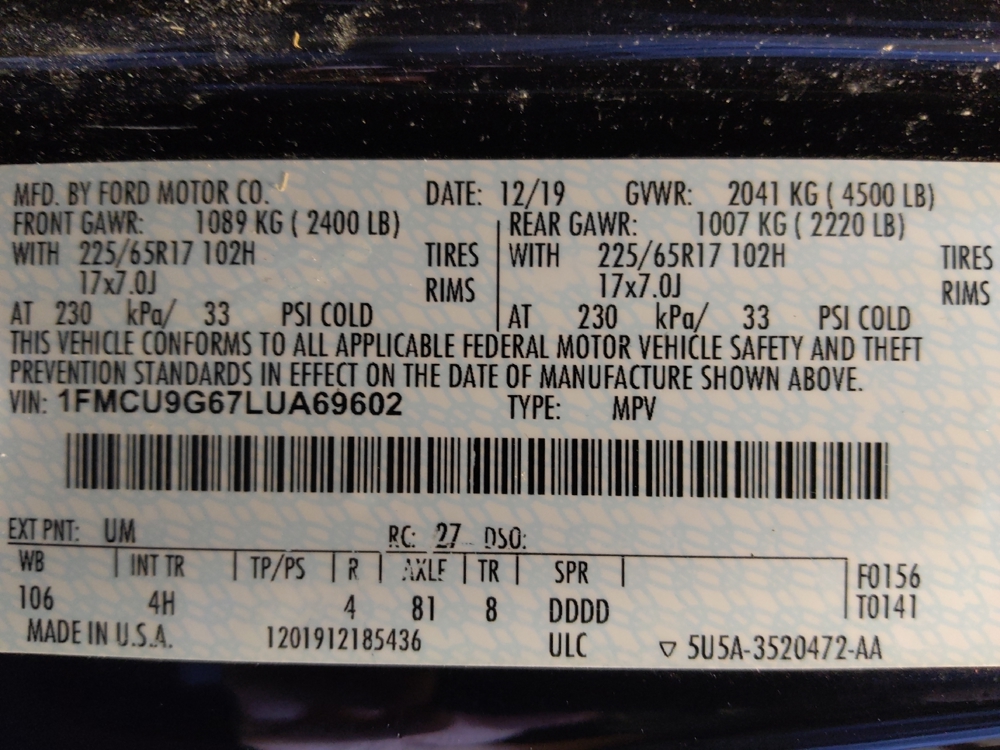 MFD. BY FORD MOTOR CO. DATE: 12/19 GVWR: 2041 KG ( 4500 LB)
FRONT GAWR: 1089 KG ( 2400 LB) REAR GAWR: 1007 KG ( 2220 LB)
WITH 225/65R17 102H TIRES WITH 225/65R17 102H TIRES
17x7.0J RIMS 17x7.0J RIMS
AT 230 kPa/ 33 PSI COLD AT 230 kPa/ 33 PSI COLD
THIS VEHICLE CONFORMS TO ALL APPLICABLE FEDERAL MOTOR VEHICLE SAFETY AND THEFT
PREVENTION STANDARDS IN EFFECT ON THE DATE OF MANUFACTURE SHOWN ABOVE.
VIN: 1FMCU9G67LUA69602 TYPE: MPV
EXT PNT: UM RC: 27 DSO:
WB INT TR TP/PS R AXLE TR SPR F0156
106 4H 4 81 8 DDDD T0141
MADE IN U.S.A. 1201912185436 ULC ▽ 5U5A-3520472-AA